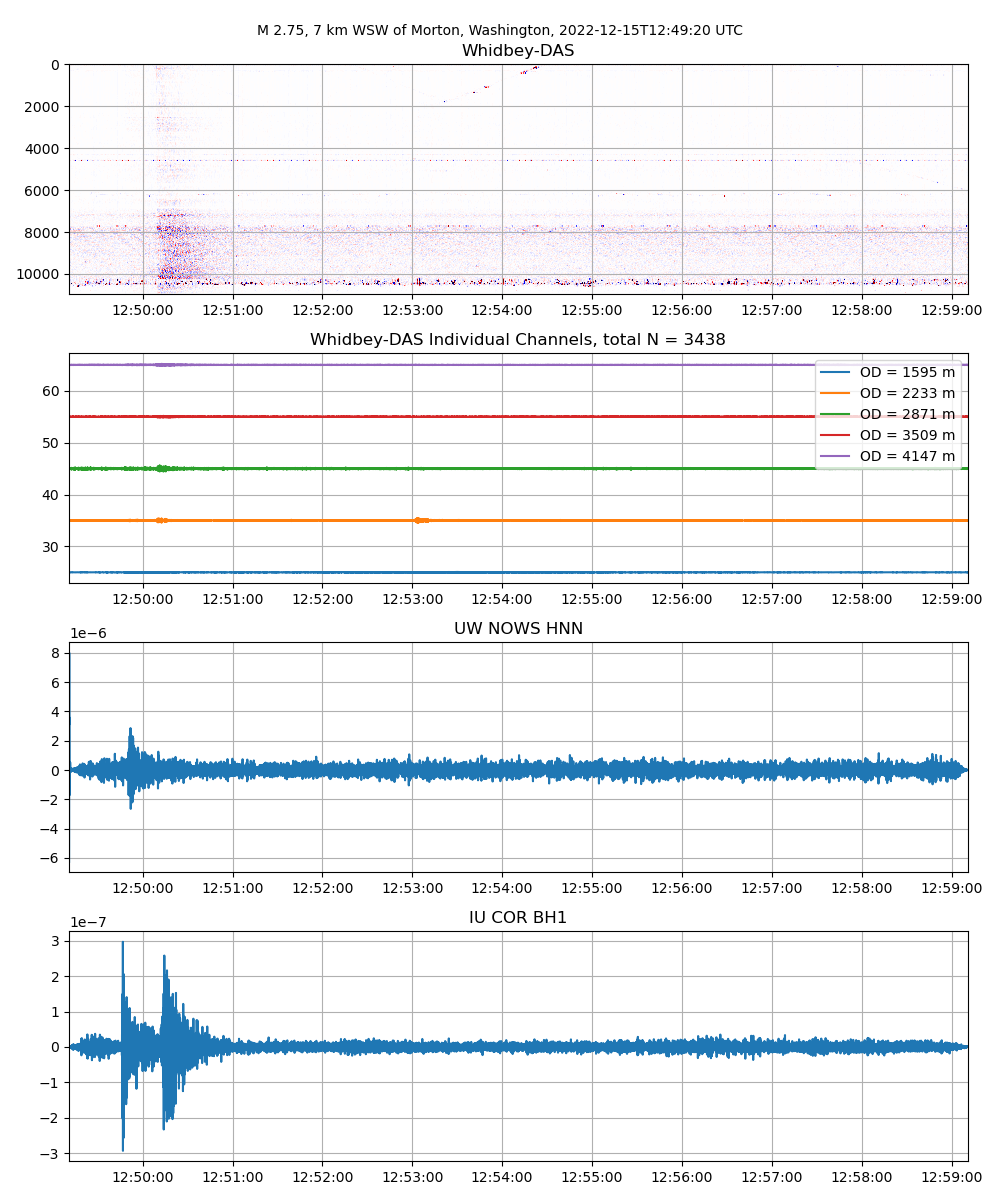 M 2.75, 7 km WSW of Morton, Washington, 2022-12-15T12:49:20 UTC
Whidbey-DAS
0
2000
4000
6000
8000
10000
12:50:00 12:51:00 12:52:00 12:53:00 12:54:00 12:55:00 12:56:00 12:57:00 12:58:00 12:59:00
Whidbey-DAS Individual Channels, total N = 3438
60
50
40
30
OD = 1595 m
OD = 2233 m
OD = 2871 m
OD = 3509 m
OD = 4147 m
12:50:00 12:51:00 12:52:00 12:53:00 12:54:00 12:55:00 12:56:00 12:57:00 12:58:00 12:59:00
UW NOWS HNN
1e−6
8
6
4
2
0
−2
−4
−6
12:50:00 12:51:00 12:52:00 12:53:00 12:54:00 12:55:00 12:56:00 12:57:00 12:58:00 12:59:00
IU COR BH1
1e−7
3
2
1
0
−1
−2
−3
12:50:00 12:51:00 12:52:00 12:53:00 12:54:00 12:55:00 12:56:00 12:57:00 12:58:00 12:59:00